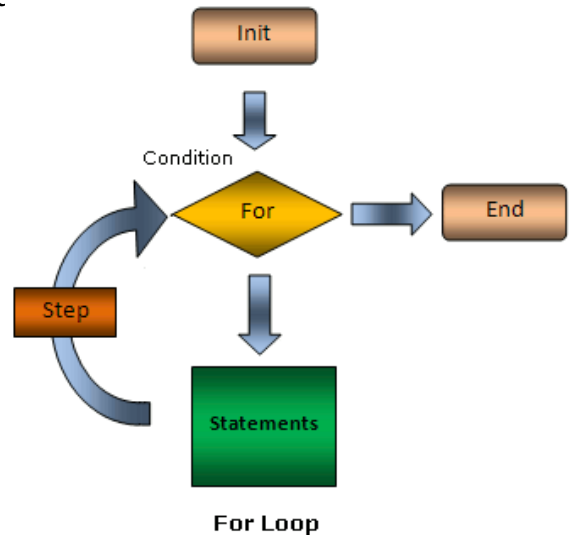 Init
Condition
For
End
Step
Statements
For Loop